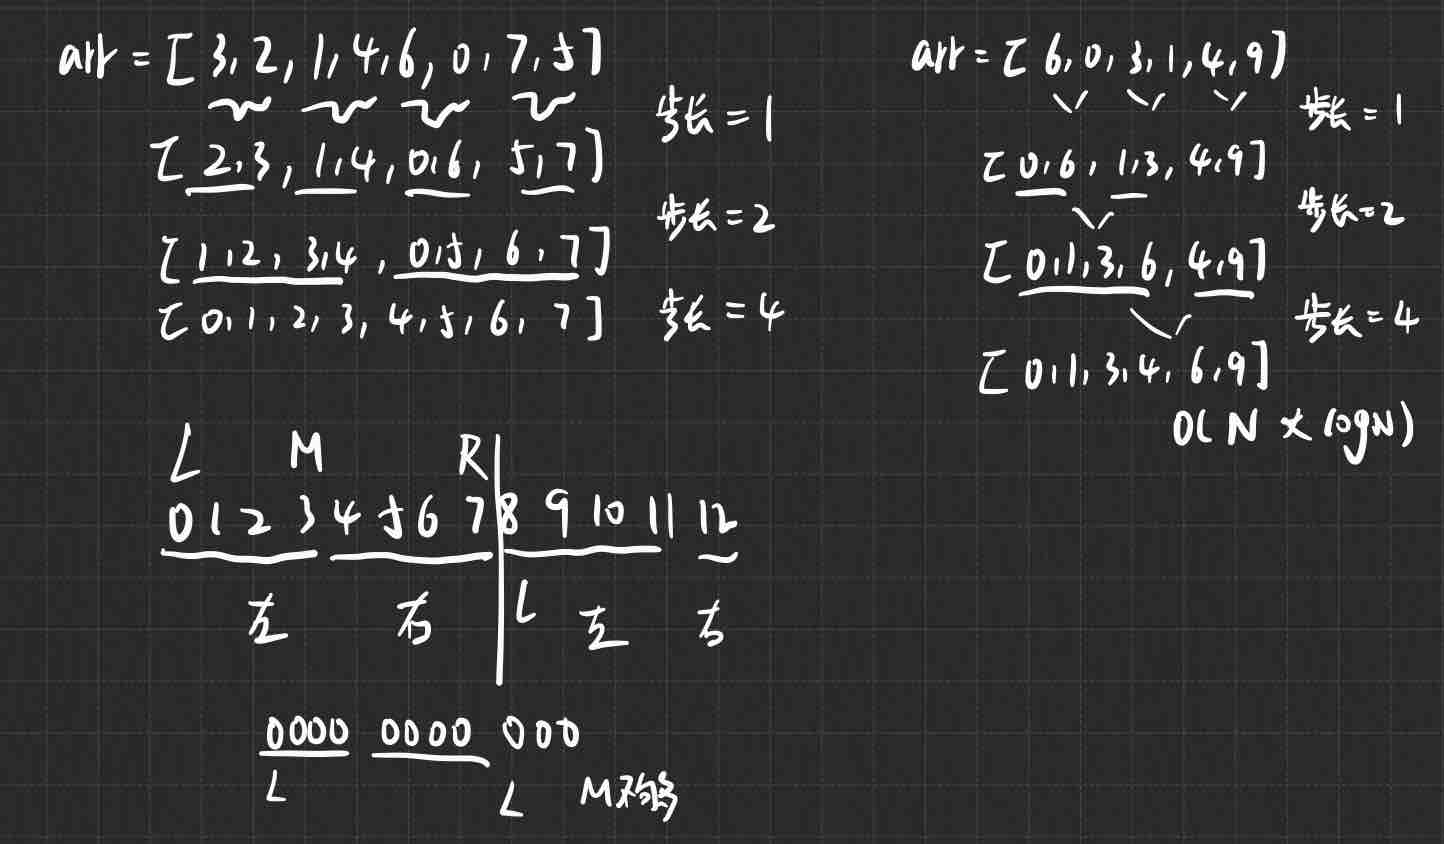 arr = [ 3, 2, 1, 4, 6, 0, 7, 5 ]
步长 = 1
[ 2, 3, 1, 4, 0, 6, 5, 7 ]
步长 = 2
[ 1, 2, 3, 4, 0, 5, 6, 7 ]
步长 = 4
[ 0, 1, 2, 3, 4, 5, 6, 7 ]
arr = [ 6, 0, 3, 1, 4, 9 ]
步长 = 1
[ 0, 6, 1, 3, 4, 9 ]
步长 = 2
[ 0, 1, 3, 6, 4, 9 ]
步长 = 4
[ 0, 1, 3, 4, 6, 9 ]
O( N × logN )
L M R
0 1 2 3 4 5 6 7 8 9 10 11 12
左 右 L 左 右
0000 0000 000
L L M不够